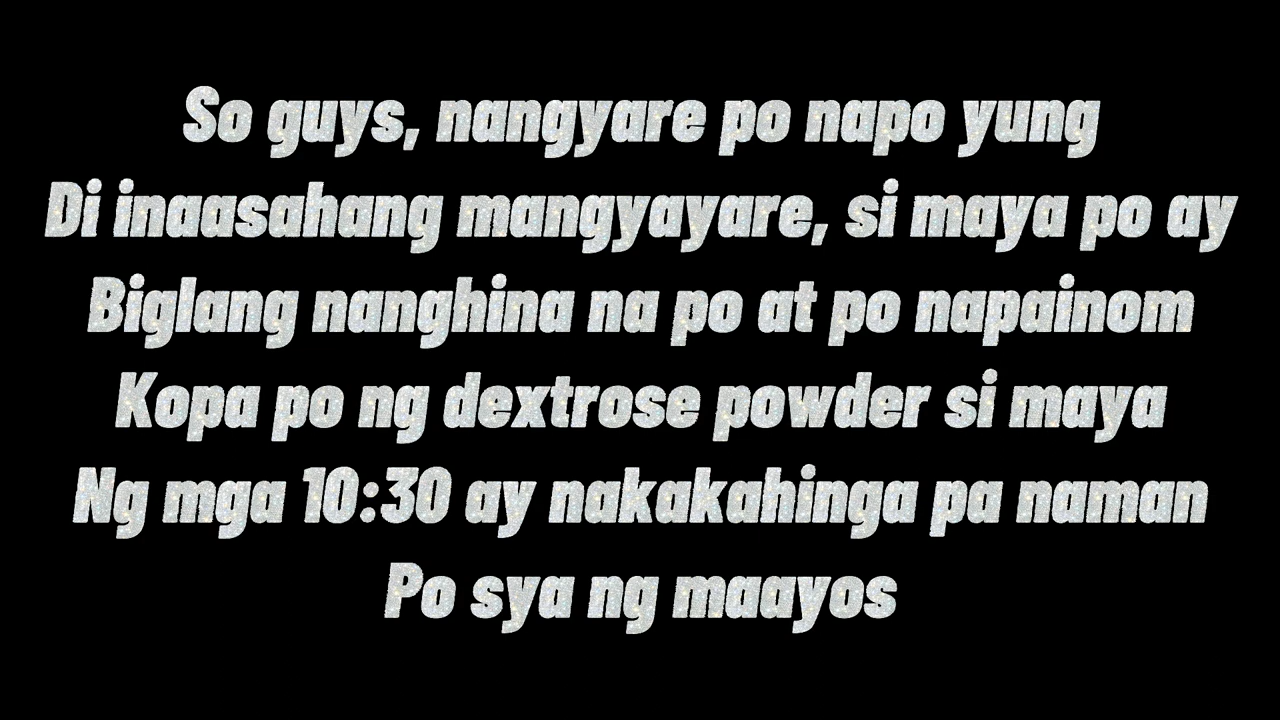 So guys, nangyare po napo yung
Di inaasahang mangyayare, si maya po ay
Biglang nanghina na po at po napainom
Kopa po ng dextrose powder si maya
Ng mga 10:30 ay nakakahinga pa naman
Po sya ng maayos